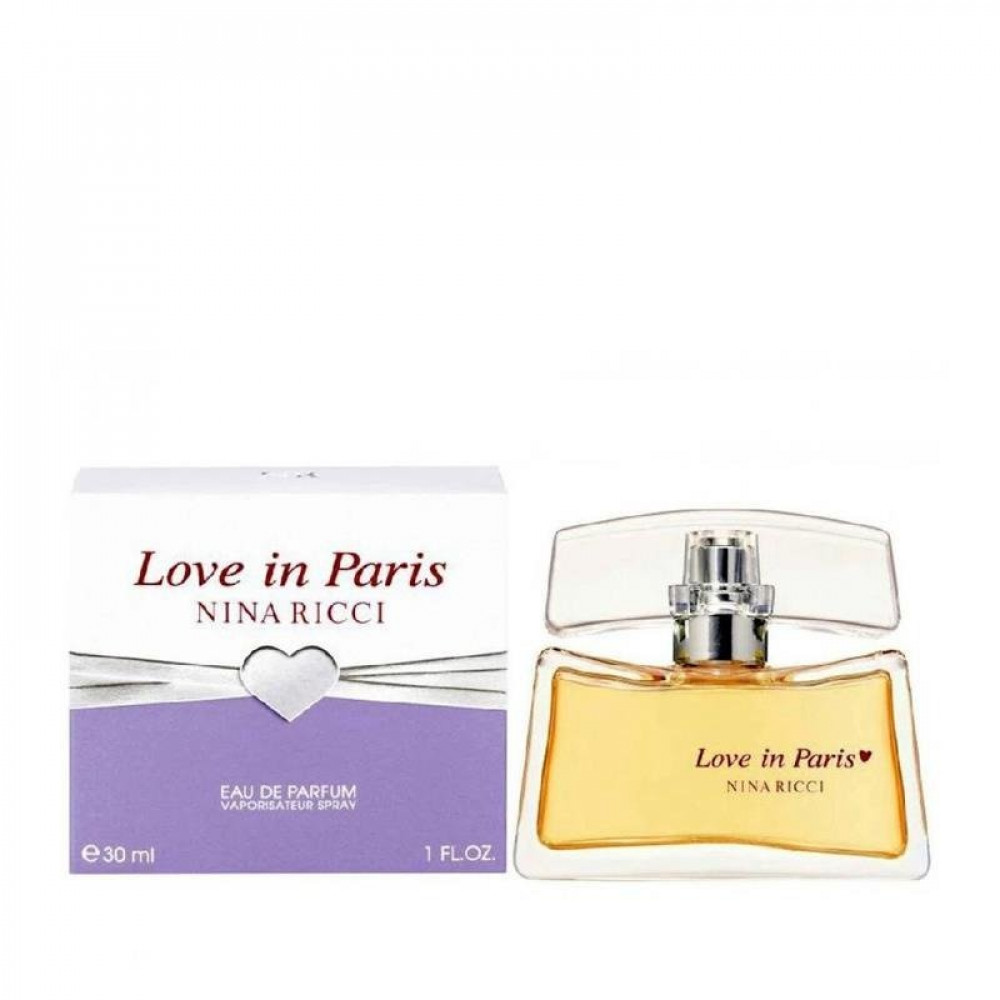 Love in Paris
NINA RICCI
EAU DE PARFUM
VAPORISATEUR SPRAY
℮ 30 ml
1 FL.OZ.
Love in Paris♥
NINA RICCI